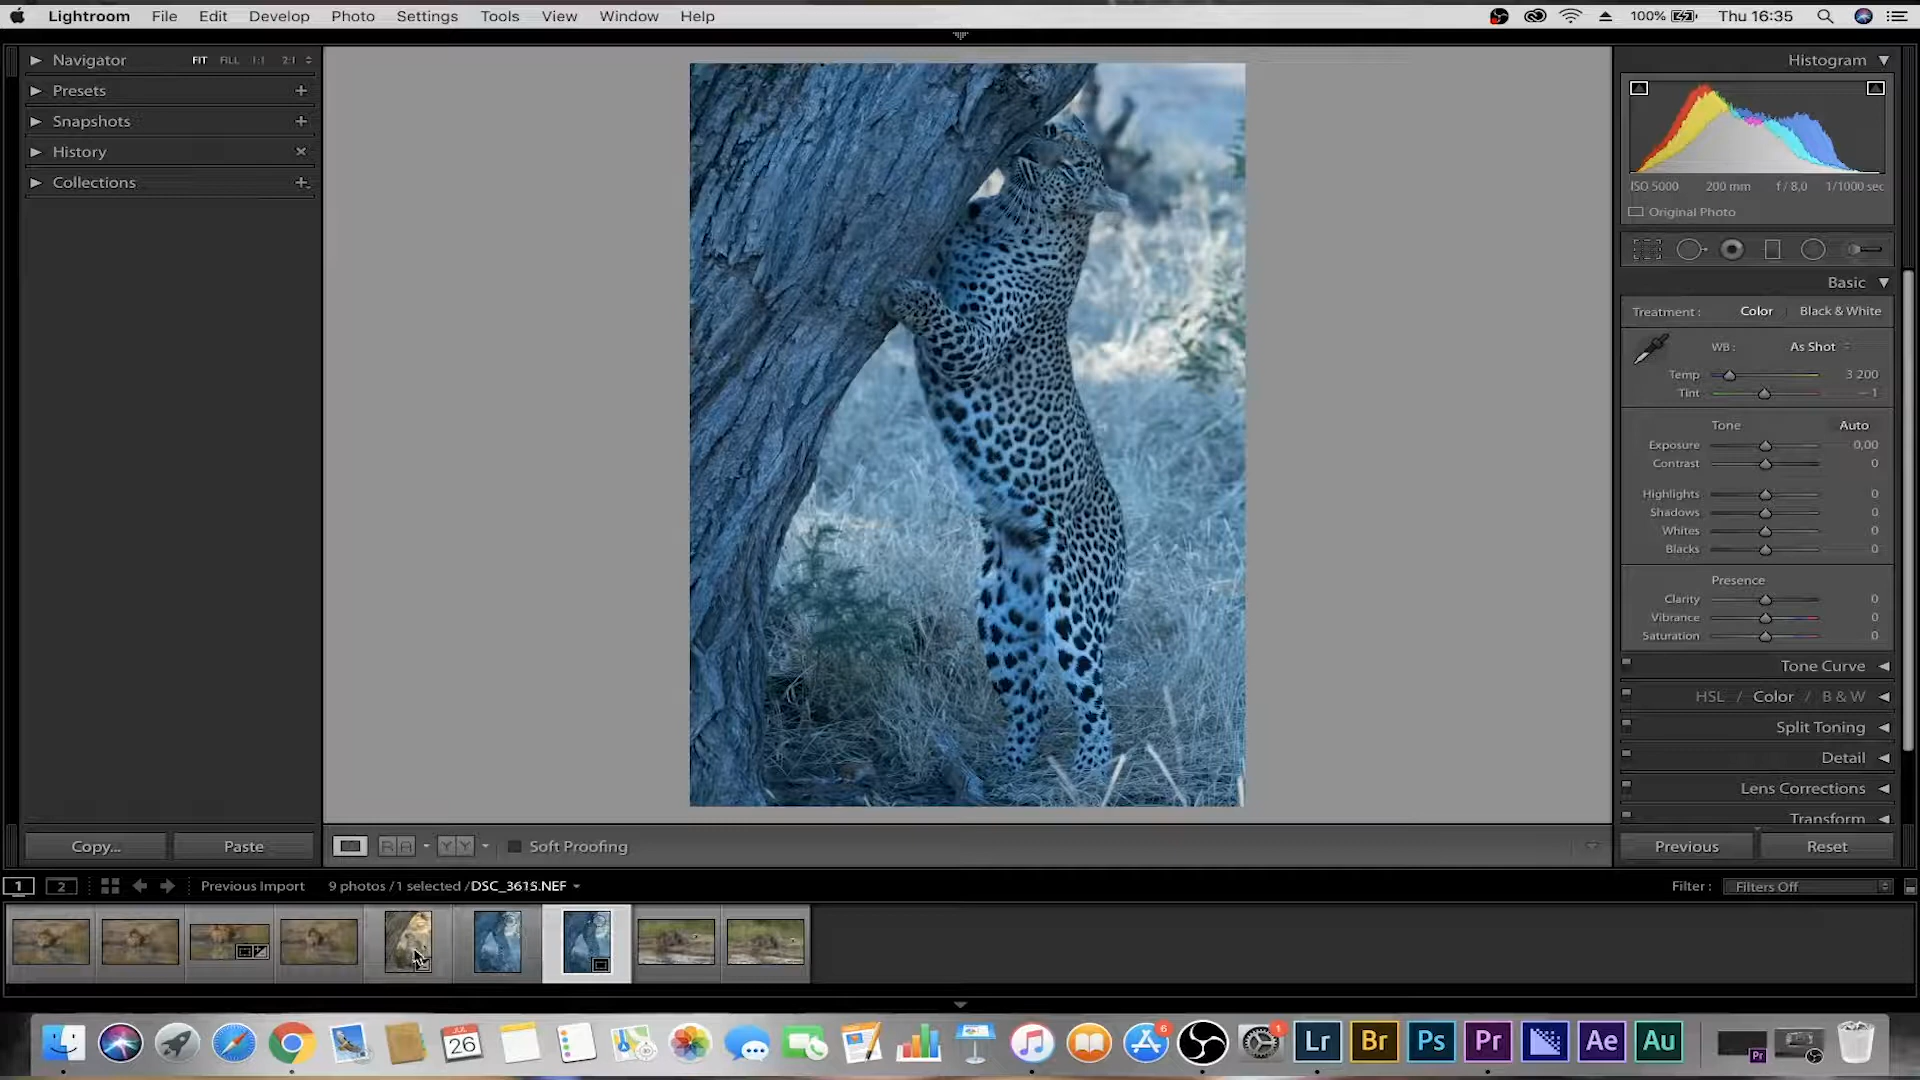 Lightroom File Edit Develop Photo Settings Tools View Window Help 100% Thu 16:35
Navigator FIT FILL 1:1 2:1
Presets
Snapshots
History
Collections
Histogram
ISO 5000 200 mm f / 8,0 1/1000 sec
Original Photo
Basic
Treatment : Color Black & White
WB : As Shot
Temp 3 200
Tint – 1
Tone Auto
Exposure 0,00
Contrast 0
Highlights 0
Shadows 0
Whites 0
Blacks 0
Presence
Clarity 0
Vibrance 0
Saturation 0
Tone Curve
HSL / Color / B & W
Split Toning
Detail
Lens Corrections
Transform
Copy... Paste R A Y Y Soft Proofing Previous Reset
1 2 Previous Import 9 photos / 1 selected / DSC_3615.NEF Filter : Filters Off
JUL 26 6 1 Lr Br Ps Pr Ae Au Pr